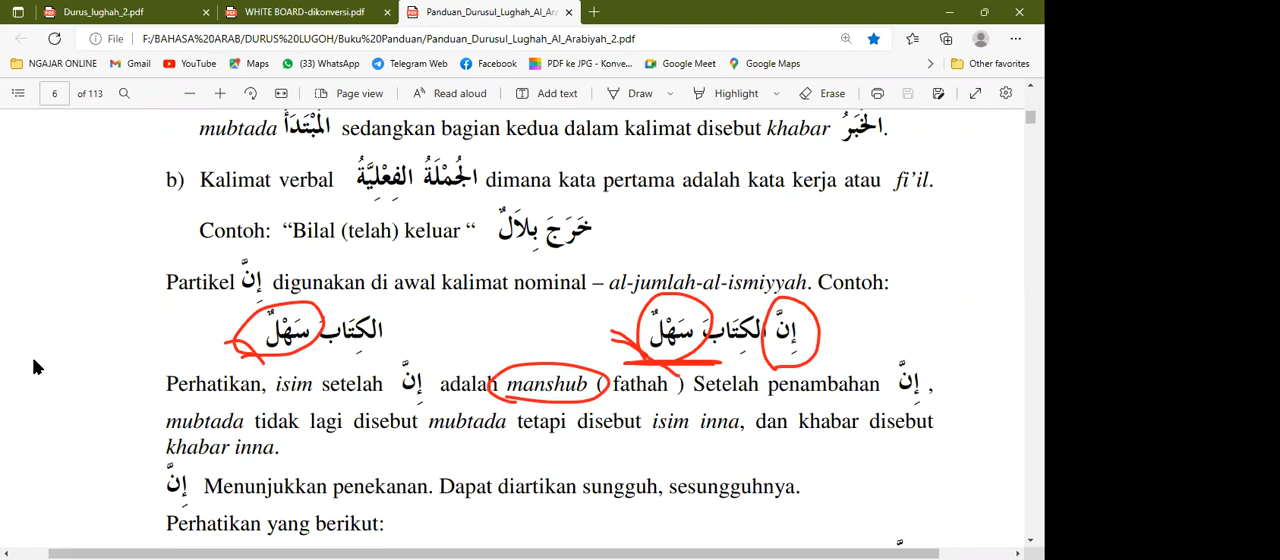 Durus_lughah_2.pdf
WHITE BOARD-dikonversi.pdf
Panduan_Durusul_Lughah_Al_Ara
File
F:/BAHASA%20ARAB/DURUS%20LUGOH/Buku%20Panduan/Panduan_Durusul_Lughah_Al_Arabiyah_2.pdf
NGAJAR ONLINE Gmail YouTube Maps (33) WhatsApp Telegram Web Facebook PDF ke JPG - Konve... Google Meet Google Maps Other favorites
6 of 113 Page view Read aloud Add text Draw Highlight Erase
mubtada المُبْتَدَأُ sedangkan bagian kedua dalam kalimat disebut khabar الخَبَرُ.
b) Kalimat verbal الجُمْلَةُ الفِعْلِيَّةُ dimana kata pertama adalah kata kerja atau fi’il.
Contoh: “Bilal (telah) keluar “ خَرَجَ بِلاَلٌ
Partikel إِنَّ digunakan di awal kalimat nominal – al-jumlah-al-ismiyyah. Contoh:
إِنَّ الكِتَابَ سَهْلٌ الكِتَابَ سَهْلٌ
Perhatikan, isim setelah إِنَّ adalah manshub ( fathah ) Setelah penambahan إِنَّ ,
mubtada tidak lagi disebut mubtada tetapi disebut isim inna, dan khabar disebut
khabar inna.
إِنَّ Menunjukkan penekanan. Dapat diartikan sungguh, sesungguhnya.
Perhatikan yang berikut: